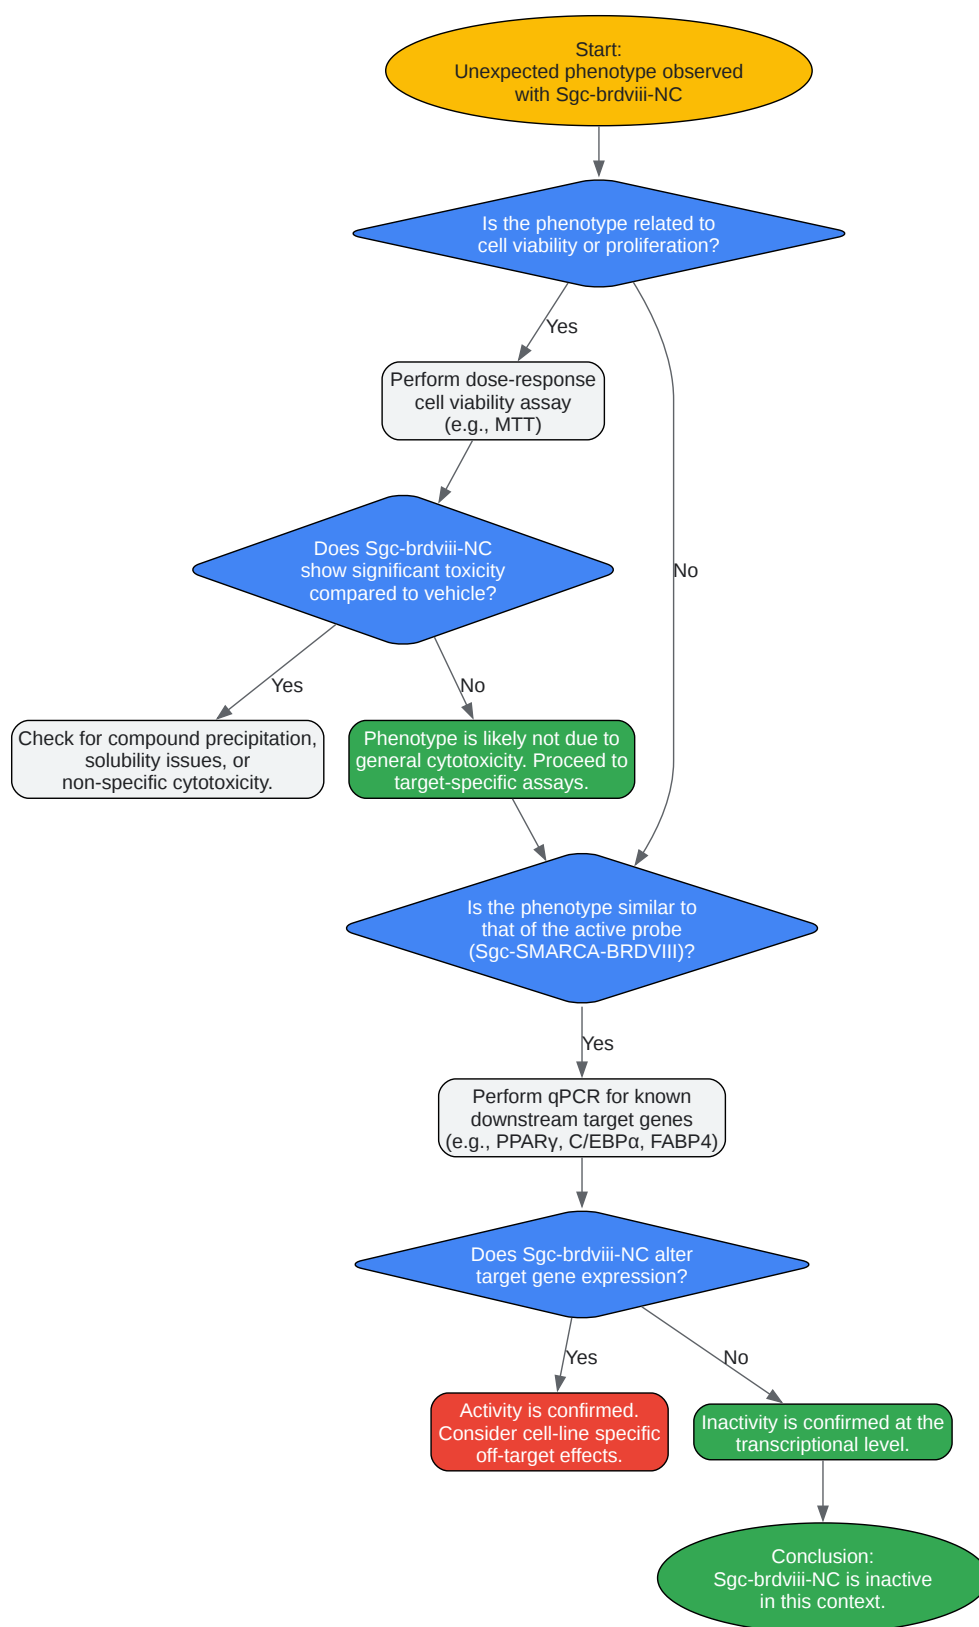 Start:
Unexpected phenotype observed
with Sgc-brdviii-NC
Is the phenotype related to
cell viability or proliferation?
Yes
Perform dose-response
cell viability assay
(e.g., MTT)
No
Does Sgc-brdviii-NC
show significant toxicity
compared to vehicle?
Yes
No
Check for compound precipitation,
solubility issues, or
non-specific cytotoxicity.
Phenotype is likely not due to
general cytotoxicity. Proceed to
target-specific assays.
Is the phenotype similar to
that of the active probe
(Sgc-SMARCA-BRDVIII)?
Yes
Perform qPCR for known
downstream target genes
(e.g., PPARγ, C/EBPα, FABP4)
Does Sgc-brdviii-NC alter
target gene expression?
Yes
No
Activity is confirmed.
Consider cell-line specific
off-target effects.
Inactivity is confirmed at the
transcriptional level.
Conclusion:
Sgc-brdviii-NC is inactive
in this context.